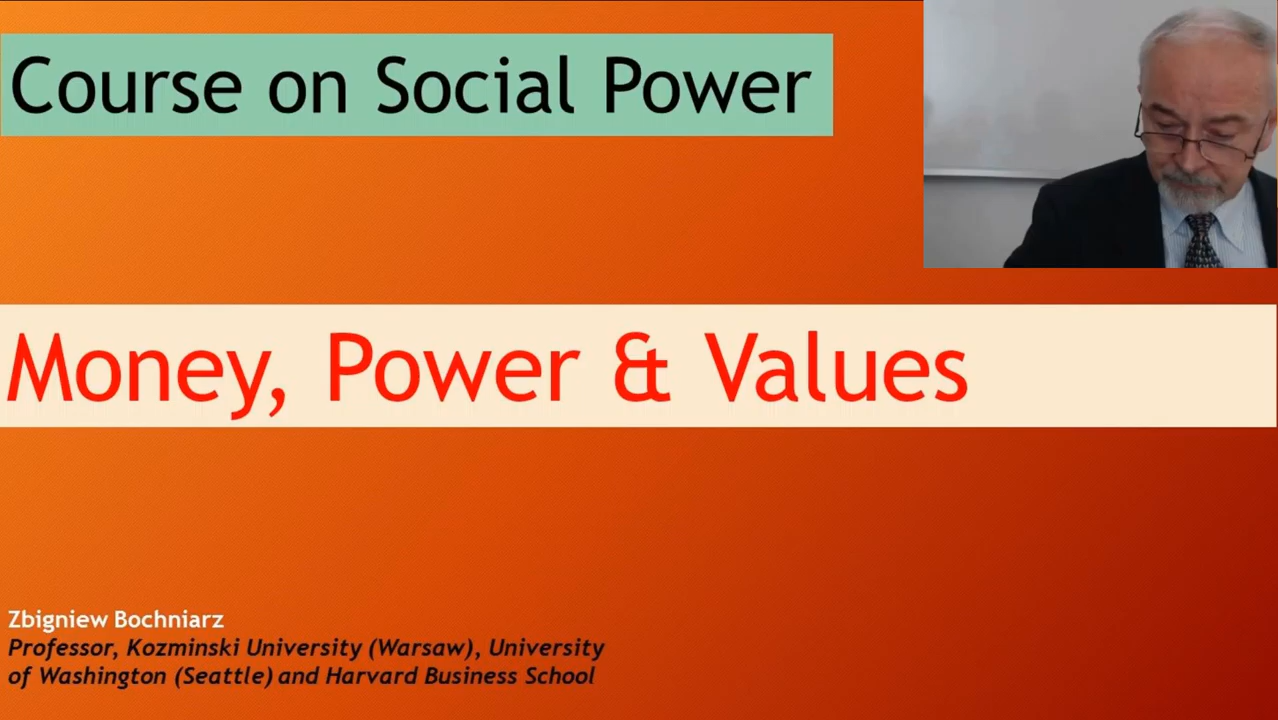 Course on Social Power
Money, Power & Values
Zbigniew Bochniarz
Professor, Kozminski University (Warsaw), University
of Washington (Seattle) and Harvard Business School